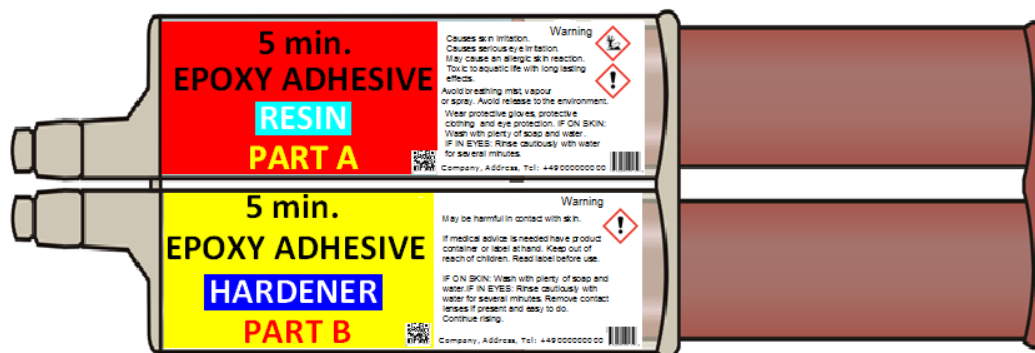 5 min.
EPOXY ADHESIVE
RESIN
PART A
Warning
Causes skin irritation.
Causes serious eye irritation.
May cause an allergic skin reaction.
Toxic to aquatic life with long lasting
effects.
Avoid breathing mist, vapour
or spray. Avoid release to the environment.
Wear protective gloves, protective
clothing and eye protection. IF ON SKIN:
Wash with plenty of soap and water.
IF IN EYES: Rinse cautiously with water
for several minutes.
Company, Address, Tel: +49000000000
5 min.
EPOXY ADHESIVE
HARDENER
PART B
Warning
May be harmful in contact with skin.
If medical advice is needed have product
container or label at hand. Keep out of
reach of children. Read label before use.
IF ON SKIN: Wash with plenty of soap and
water.IF IN EYES: Rinse cautiously with
water for several minutes. Remove contact
lenses if present and easy to do.
Continue rising.
Company, Address, Tel: +49000000000